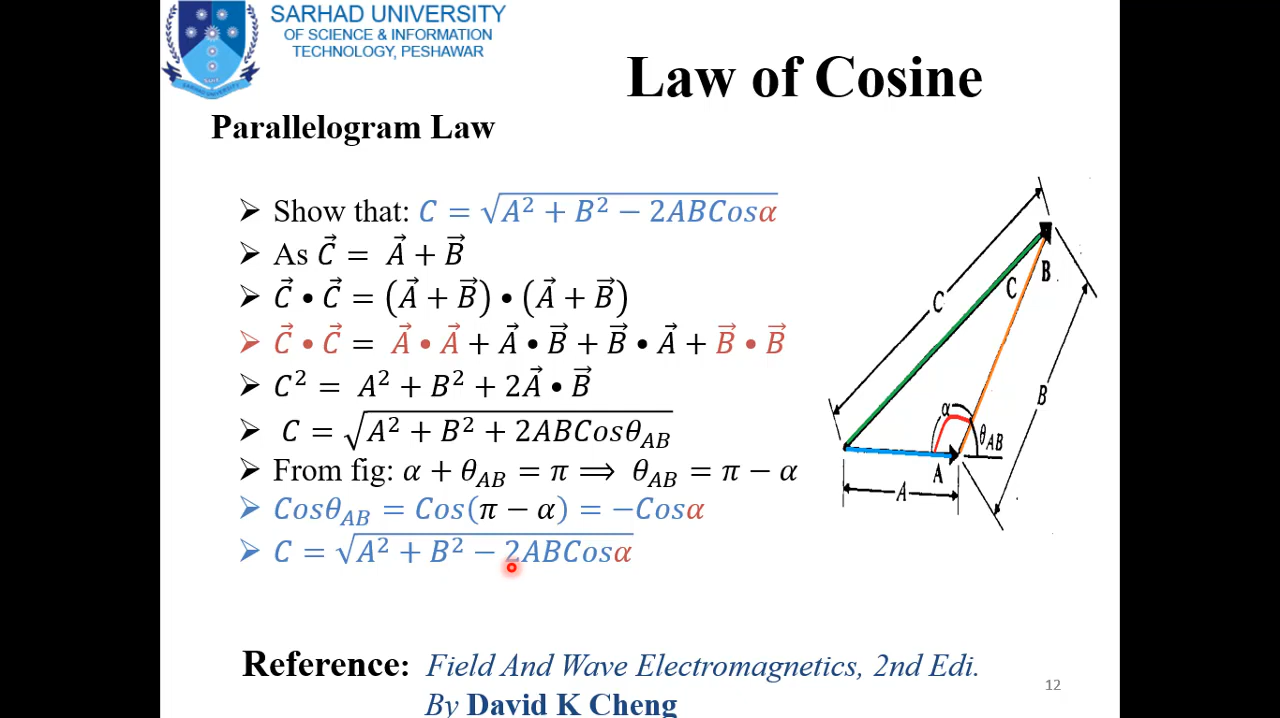 SARHAD UNIVERSITY
OF SCIENCE & INFORMATION
TECHNOLOGY, PESHAWAR
Law of Cosine
Parallelogram Law
➢ Show that: C = √(A² + B² − 2ABCosα)
➢ As C⃗ = A⃗ + B⃗
➢ C⃗ • C⃗ = (A⃗ + B⃗) • (A⃗ + B⃗)
➢ C⃗ • C⃗ = A⃗ • A⃗ + A⃗ • B⃗ + B⃗ • A⃗ + B⃗ • B⃗
➢ C² = A² + B² + 2A⃗ • B⃗
➢ C = √(A² + B² + 2ABCosθ_AB)
➢ From fig: α + θ_AB = π ⟹ θ_AB = π − α
➢ Cosθ_AB = Cos(π − α) = −Cosα
➢ C = √(A² + B² − 2ABCosα)
C
C
B
B
α
θ_AB
A
A
Reference: Field And Wave Electromagnetics, 2nd Edi.
By David K Cheng
12